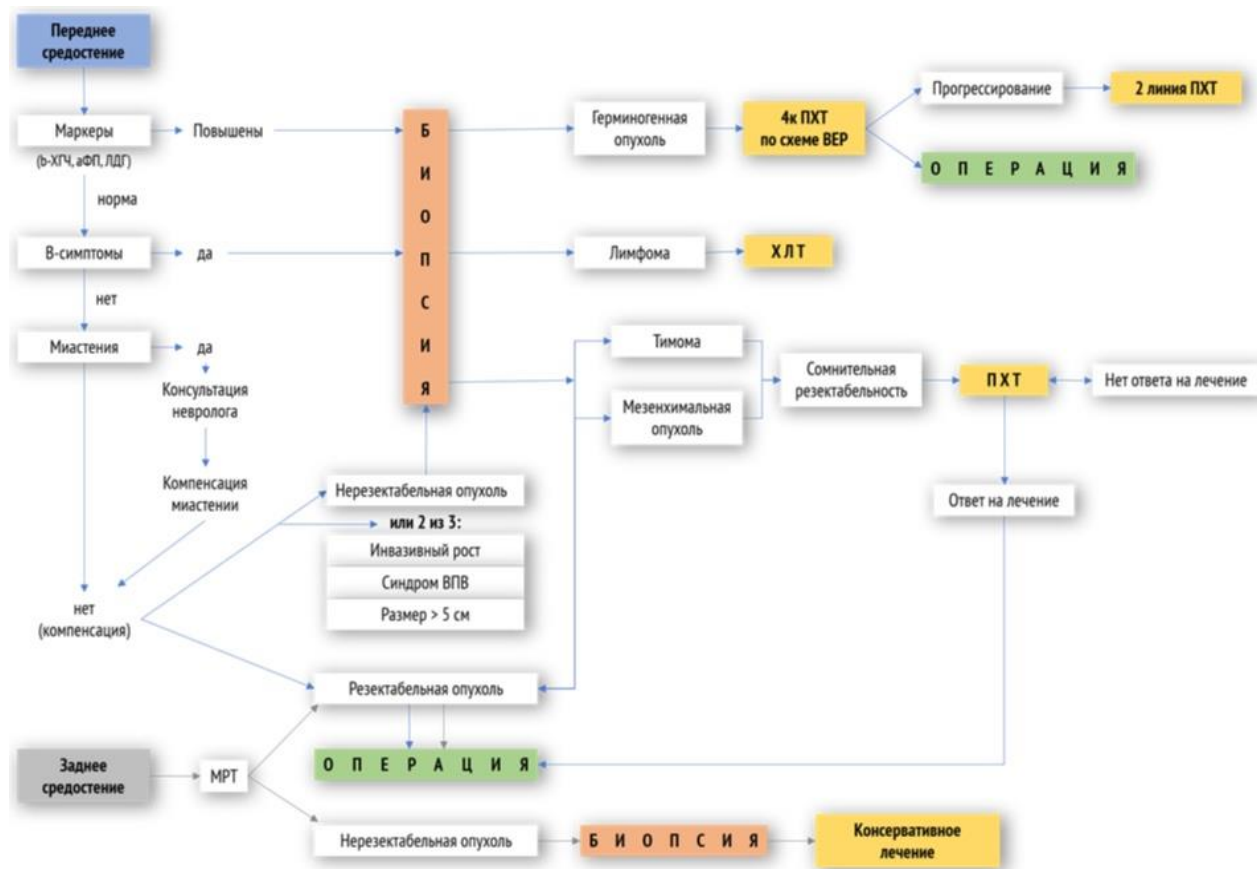 Переднее
средостение
Маркеры
(b-ХГЧ, аФП, ЛДГ)
Повышены
норма
В-симптомы
да
нет
Миастения
да
Консультация
невролога
Компенсация
миастении
нет
(компенсация)
Б И О П С И Я
Герминогенная
опухоль
4к ПХТ
по схеме ВЕР
Прогрессирование
2 линия ПХТ
О П Е Р А Ц И Я
Лимфома
Х Л Т
Тимома
Мезенхимальная
опухоль
Сомнительная
резектабельность
П Х Т
Нет ответа на лечение
Ответ на лечение
Нерезектабельная опухоль
или 2 из 3:
Инвазивный рост
Синдром ВПВ
Размер > 5 см
Резектабельная опухоль
О П Е Р А Ц И Я
Заднее
средостение
МРТ
Нерезектабельная опухоль
Б И О П С И Я
Консервативное
лечение